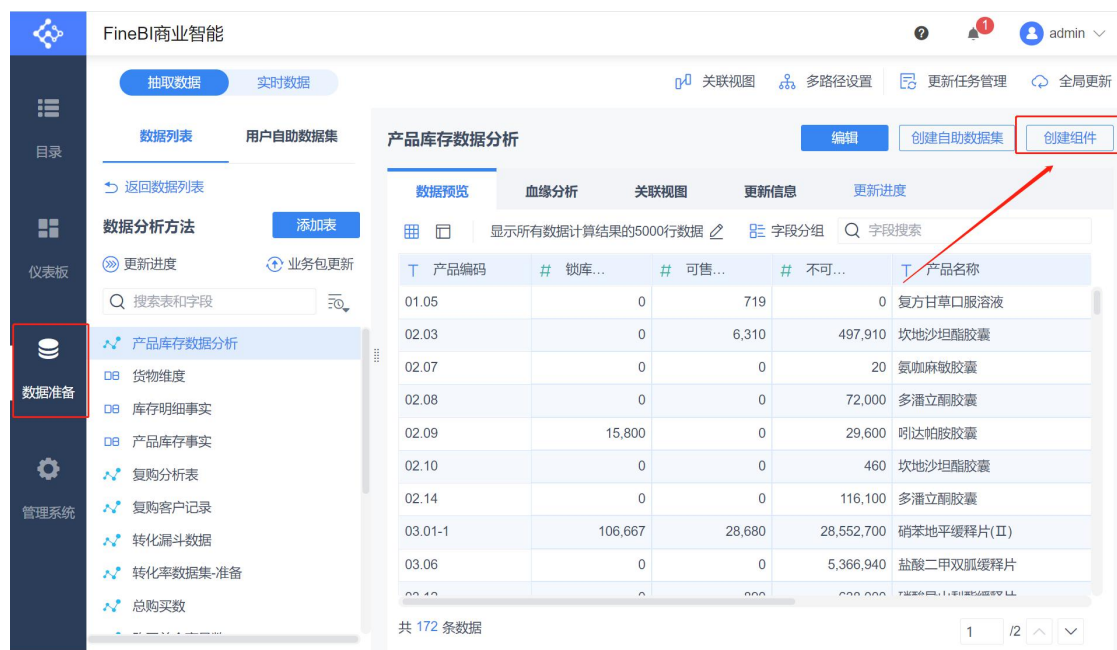 FineBI商业智能
1
admin
抽取数据
实时数据
关联视图
多路径设置
更新任务管理
全局更新
目录
仪表板
数据准备
管理系统
数据列表
用户自助数据集
返回数据列表
数据分析方法
添加表
更新进度
业务包更新
搜索表和字段
产品库存数据分析
DB 货物维度
DB 库存明细事实
DB 产品库存事实
复购分析表
复购客户记录
转化漏斗数据
转化率数据集-准备
总购买数
产品库存数据分析
编辑
创建自助数据集
创建组件
数据预览
血缘分析
关联视图
更新信息
更新进度
显示所有数据计算结果的5000行数据
字段分组
字段搜索
T 产品编码 # 锁库... # 可售... # 不可... T 产品名称
01.05 0 719 0 复方甘草口服溶液
02.03 0 6,310 497,910 坎地沙坦酯胶囊
02.07 0 0 20 氨咖麻敏胶囊
02.08 0 0 72,000 多潘立酮胶囊
02.09 15,800 0 29,600 吲达帕胺胶囊
02.10 0 0 460 坎地沙坦酯胶囊
02.14 0 0 116,100 多潘立酮胶囊
03.01-1 106,667 28,680 28,552,700 硝苯地平缓释片(Ⅱ)
03.06 0 0 5,366,940 盐酸二甲双胍缓释片
共 172 条数据
1 /2